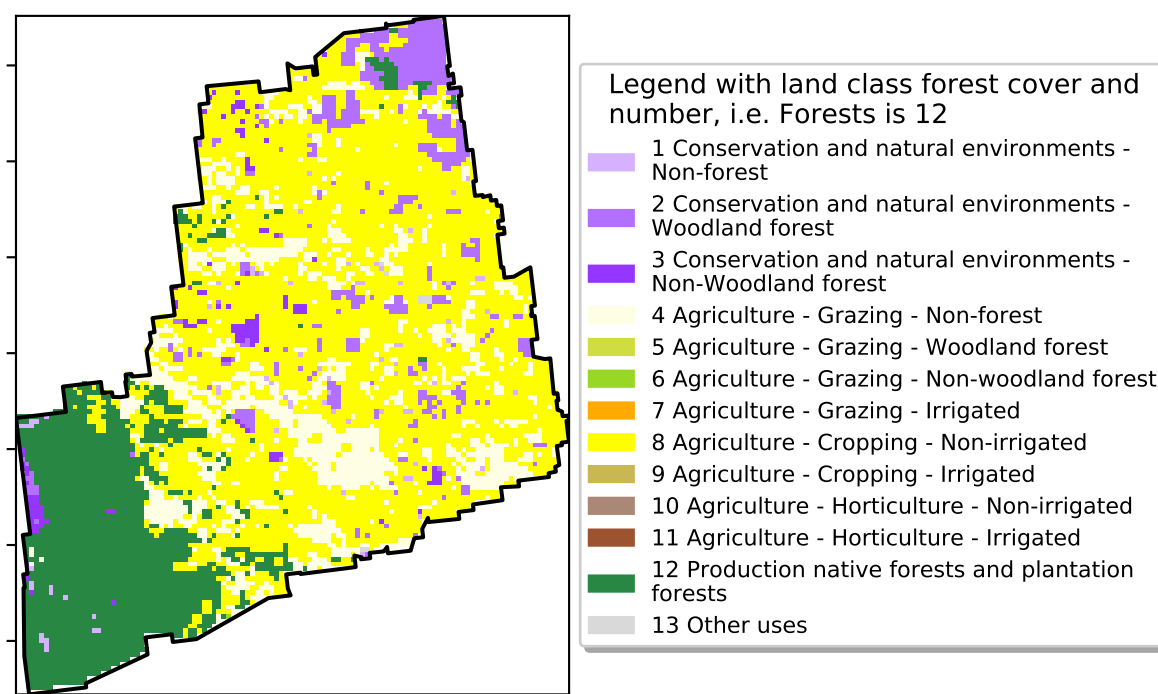 Legend with land class forest cover and
number, i.e. Forests is 12
1 Conservation and natural environments -
Non-forest
2 Conservation and natural environments -
Woodland forest
3 Conservation and natural environments -
Non-Woodland forest
4 Agriculture - Grazing - Non-forest
5 Agriculture - Grazing - Woodland forest
6 Agriculture - Grazing - Non-woodland forest
7 Agriculture - Grazing - Irrigated
8 Agriculture - Cropping - Non-irrigated
9 Agriculture - Cropping - Irrigated
10 Agriculture - Horticulture - Non-irrigated
11 Agriculture - Horticulture - Irrigated
12 Production native forests and plantation
forests
13 Other uses